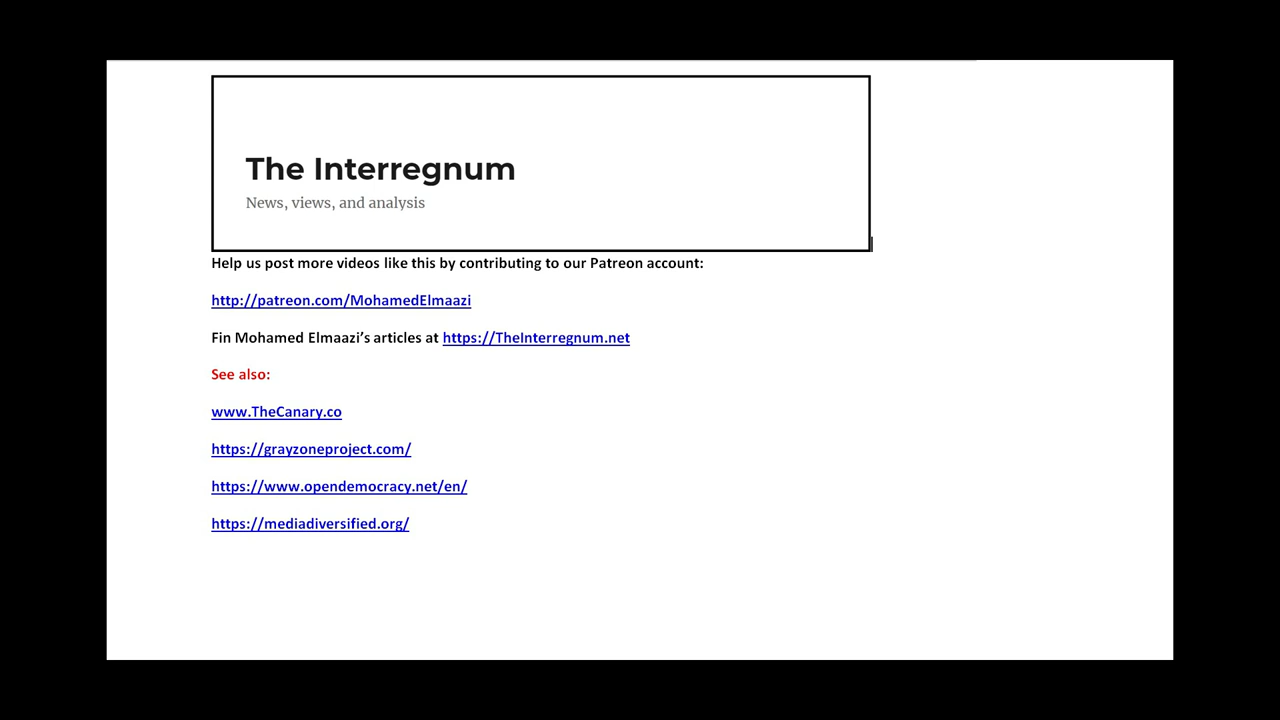 The Interregnum
News, views, and analysis
Help us post more videos like this by contributing to our Patreon account:
http://patreon.com/MohamedElmaazi
Fin Mohamed Elmaazi’s articles at https://TheInterregnum.net
See also:
www.TheCanary.co
https://grayzoneproject.com/
https://www.opendemocracy.net/en/
https://mediadiversified.org/